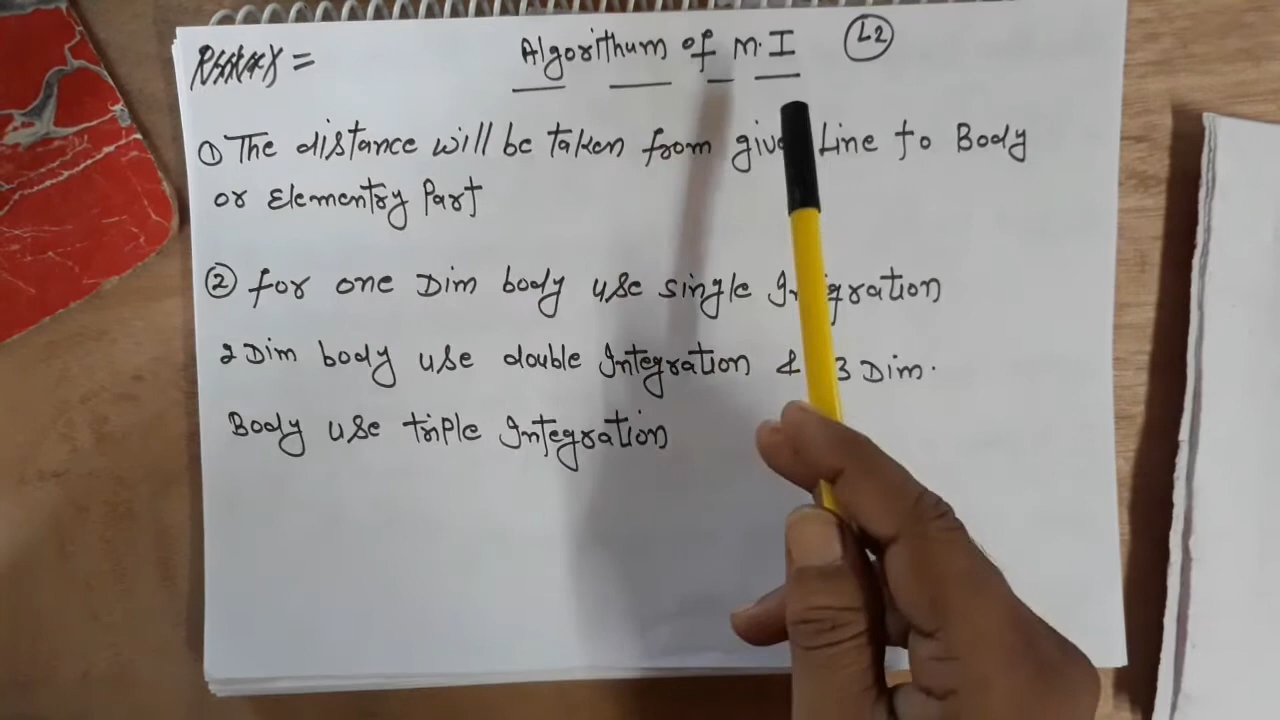 Algorithum of M.I L2
① The distance will be taken from Line to Body
or Elementry Part
② for one Dim body use single
2 Dim body use double Integration & 3 Dim.
Body use triple Integration